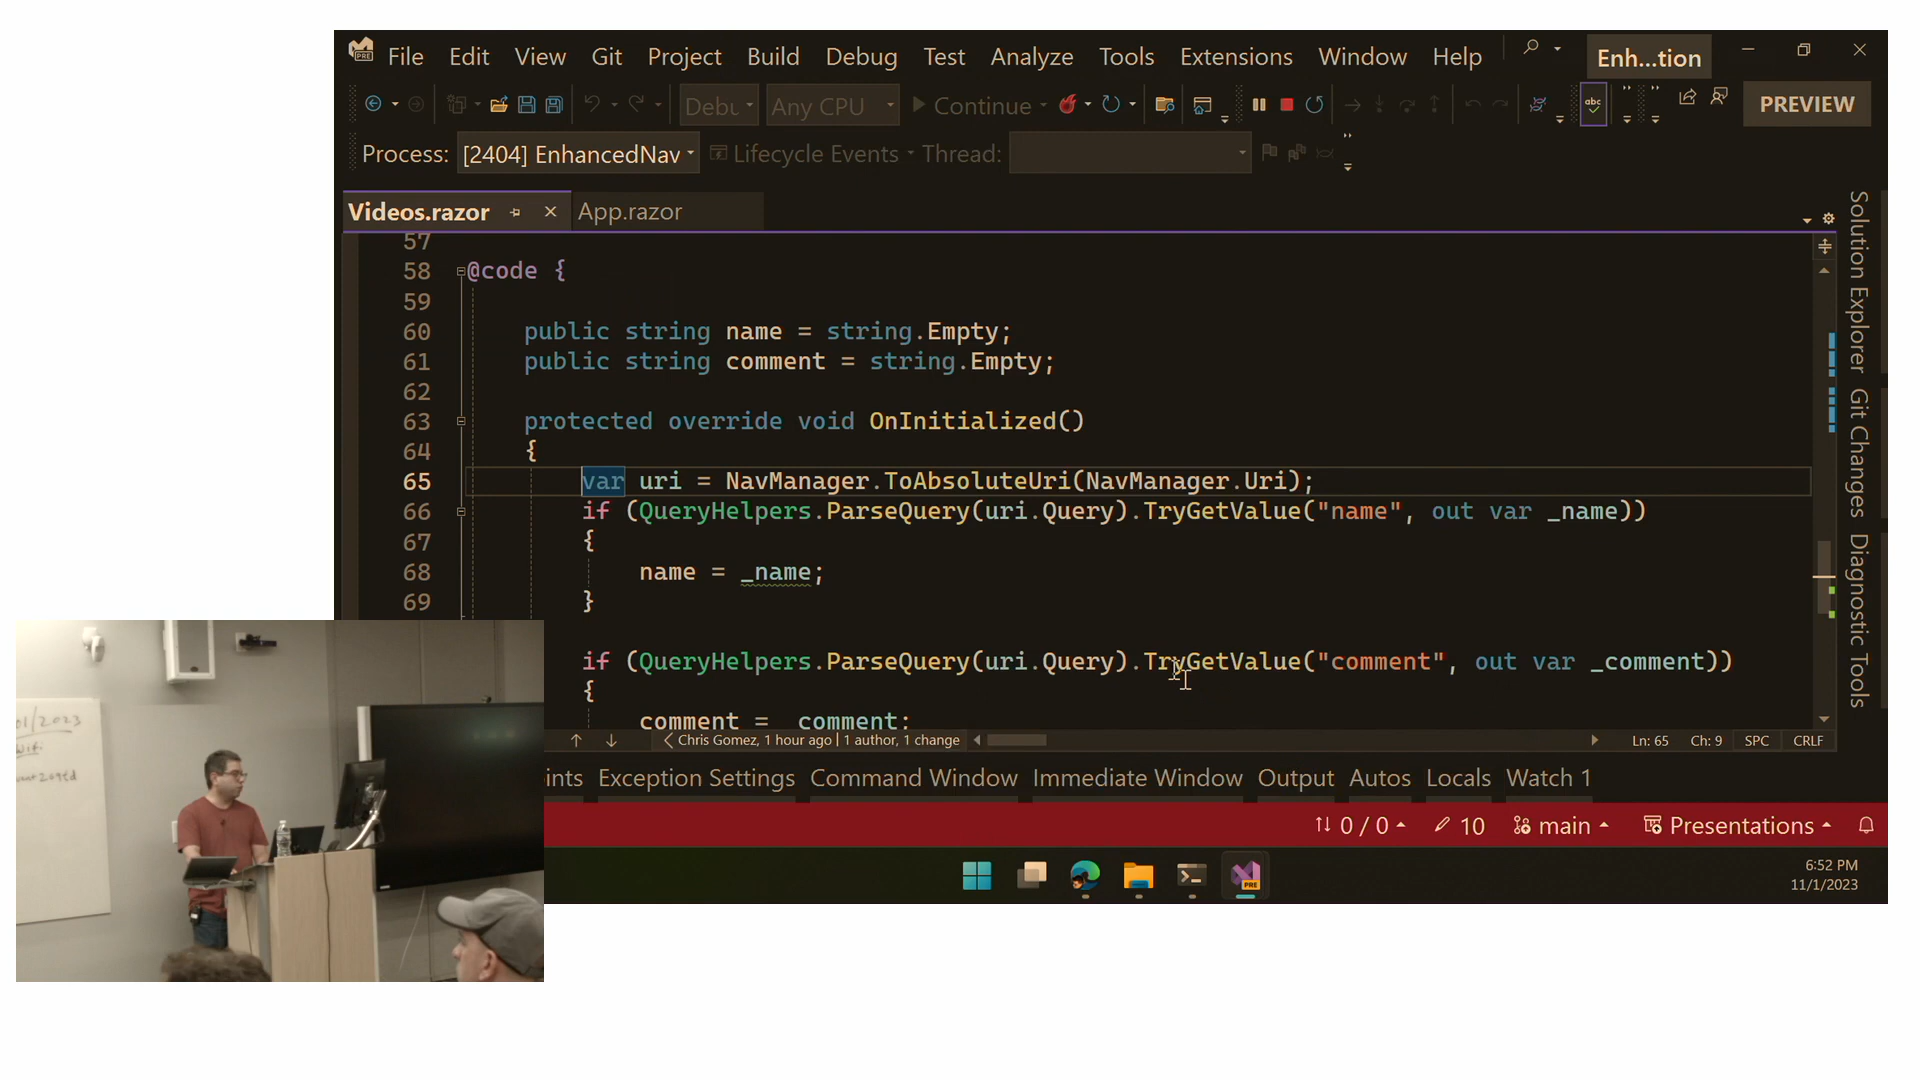 File Edit View Git Project Build Debug Test Analyze Tools Extensions Window Help Enh...tion
Any CPU Continue PREVIEW
Process: [2404] EnhancedNav Lifecycle Events Thread:
Videos.razor App.razor
57
58 @code {
59
60 public string name = string.Empty;
61 public string comment = string.Empty;
62
63 protected override void OnInitialized()
64 {
65 var uri = NavManager.ToAbsoluteUri(NavManager.Uri);
66 if (QueryHelpers.ParseQuery(uri.Query).TryGetValue("name", out var _name))
67 {
68 name = _name;
69 }
if (QueryHelpers.ParseQuery(uri.Query).TryGetValue("comment", out var _comment))
{
comment = _comment;
Chris Gomez, 1 hour ago | 1 author, 1 change Ln: 65 Ch: 9 SPC CRLF
Exception Settings Command Window Immediate Window Output Autos Locals Watch 1
0 / 0 10 main Presentations
6:52 PM
11/1/2023
Solution Explorer
Git Changes
Diagnostic Tools
01/2023